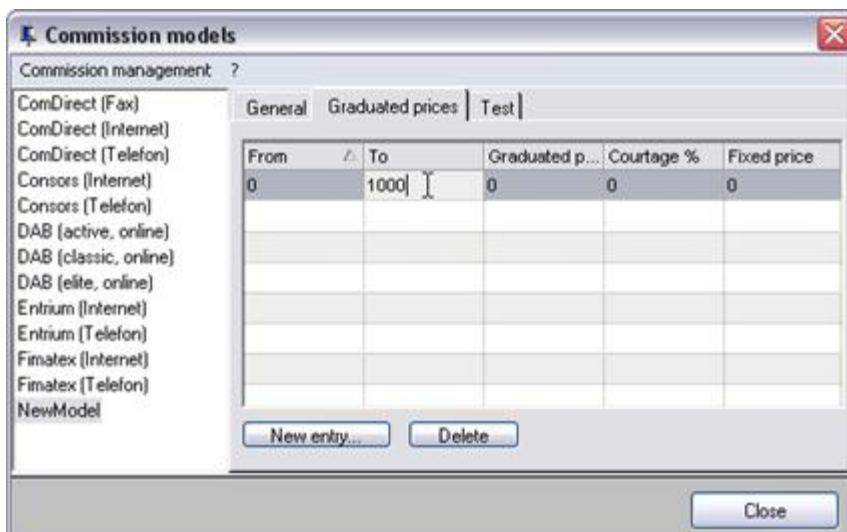 Commission models
Commission management ?
ComDirect (Fax)
ComDirect (Internet)
ComDirect (Telefon)
Consors (Internet)
Consors (Telefon)
DAB (active, online)
DAB (classic, online)
DAB (elite, online)
Entrium (Internet)
Entrium (Telefon)
Fimatex (Internet)
Fimatex (Telefon)
NewModel
General Graduated prices Test
From To Graduated p... Courtage % Fixed price
0 1000 0 0 0
New entry... Delete
Close